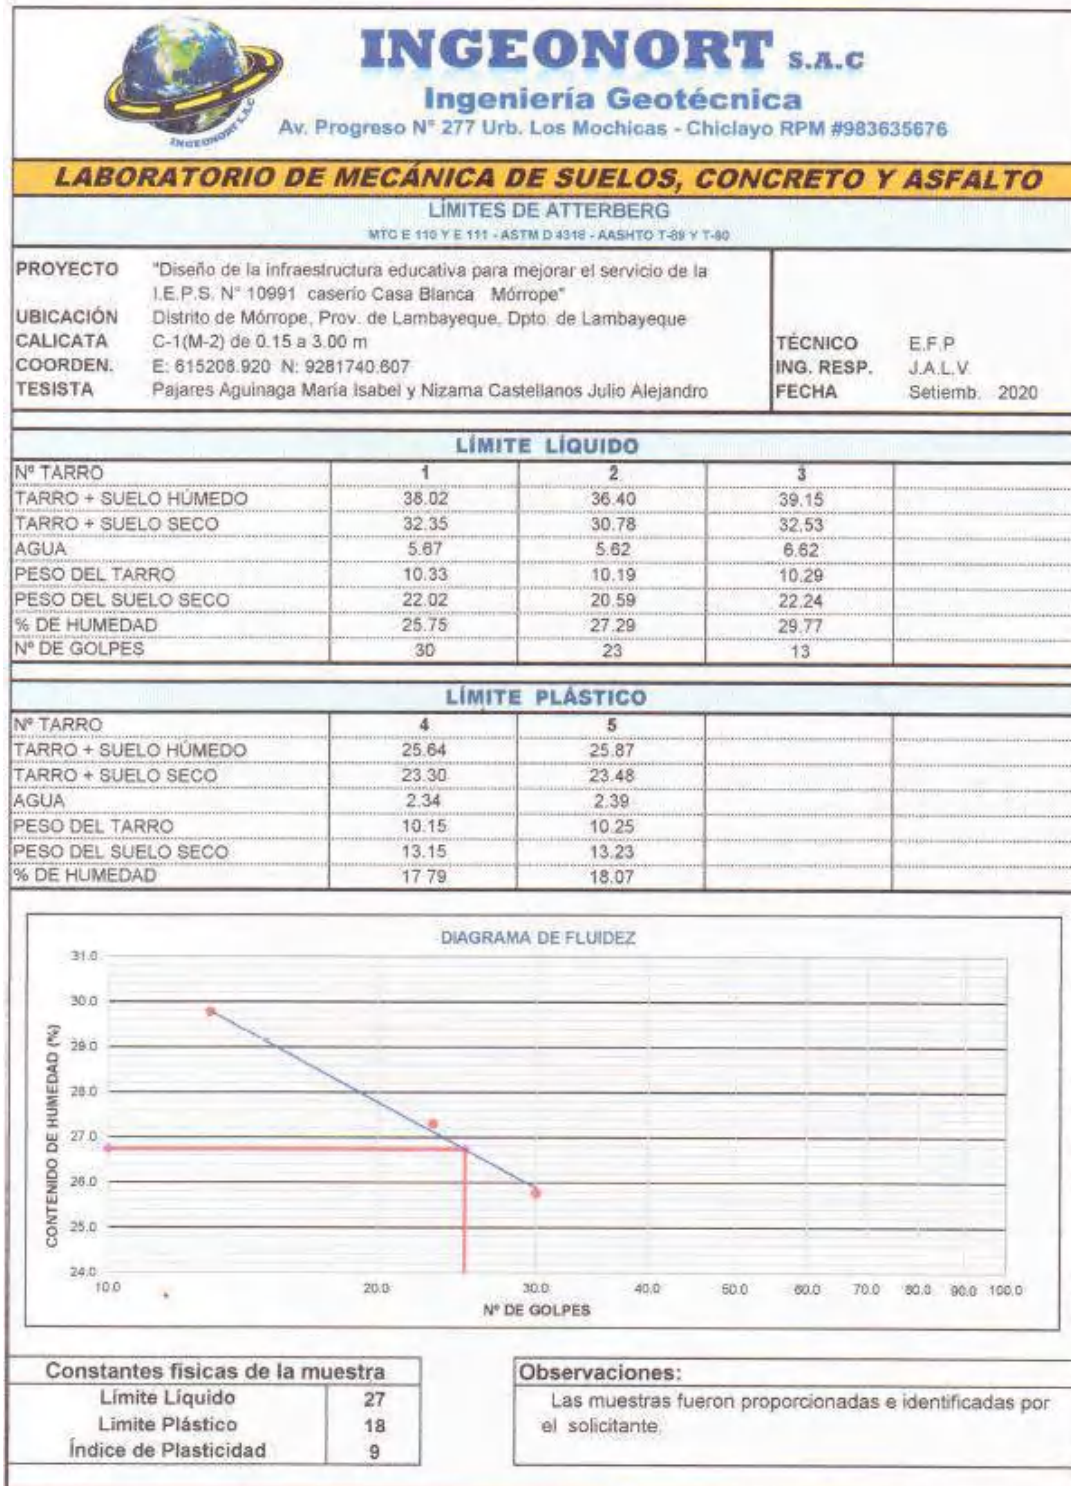 INGEONORT S.A.C
Ingeniería Geotécnica
Av. Progreso N° 277 Urb. Los Mochicas - Chiclayo RPM #983635676
INGEONORT S.A.C
LABORATORIO DE MECÁNICA DE SUELOS, CONCRETO Y ASFALTO
LÍMITES DE ATTERBERG
MTC E 110 Y E 111 - ASTM D 4318 - AASHTO T-89 Y T-90
PROYECTO "Diseño de la infraestructura educativa para mejorar el servicio de la
I.E.P.S. N° 10991 caserío Casa Blanca Mórrope"
UBICACIÓN Distrito de Mórrope, Prov. de Lambayeque, Dpto. de Lambayeque
CALICATA C-1(M-2) de 0.15 a 3.00 m TÉCNICO E.F.P
COORDEN. E: 615208.920 N: 9281740.607 ING. RESP. J.A.L.V.
TESISTA Pajares Aguinaga María Isabel y Nizama Castellanos Julio Alejandro FECHA Setiemb. 2020
LÍMITE LÍQUIDO
Nº TARRO 1 2 3
TARRO + SUELO HÚMEDO 38.02 36.40 39.15
TARRO + SUELO SECO 32.35 30.78 32.53
AGUA 5.67 5.62 6.62
PESO DEL TARRO 10.33 10.19 10.29
PESO DEL SUELO SECO 22.02 20.59 22.24
% DE HUMEDAD 25.75 27.29 29.77
Nº DE GOLPES 30 23 13
LÍMITE PLÁSTICO
Nº TARRO 4 5
TARRO + SUELO HÚMEDO 25.64 25.87
TARRO + SUELO SECO 23.30 23.48
AGUA 2.34 2.39
PESO DEL TARRO 10.15 10.25
PESO DEL SUELO SECO 13.15 13.23
% DE HUMEDAD 17.79 18.07
DIAGRAMA DE FLUIDEZ
CONTENIDO DE HUMEDAD (%)
31.0
30.0
29.0
28.0
27.0
26.0
25.0
24.0
10.0 20.0 30.0 40.0 50.0 60.0 70.0 80.0 90.0 100.0
Nº DE GOLPES
Constantes físicas de la muestra
Límite Líquido 27
Limite Plástico 18
Índice de Plasticidad 9
Observaciones:
Las muestras fueron proporcionadas e identificadas por
el solicitante.